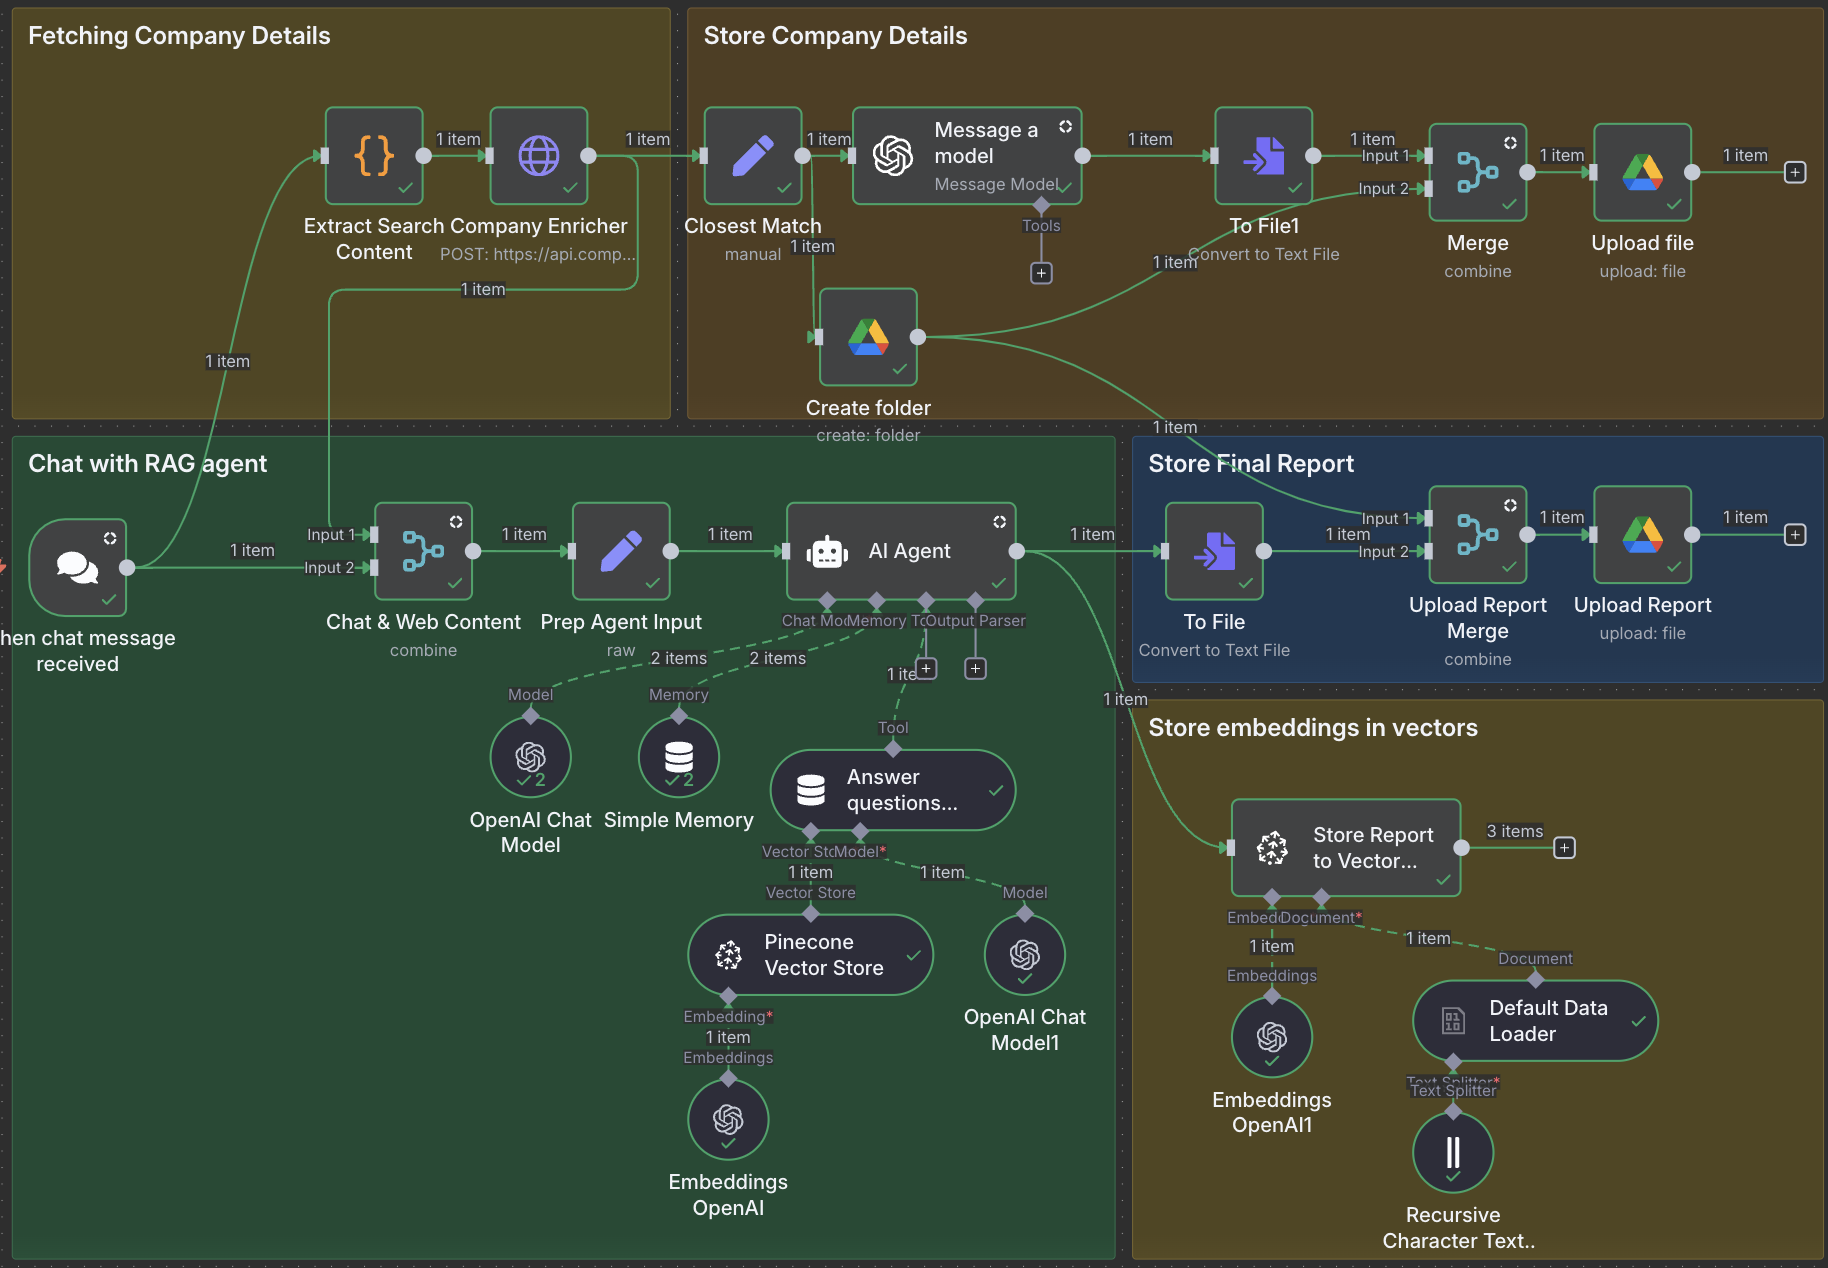 Fetching Company Details
1 item
1 item
Extract Search
Content
Company Enricher
POST: https://api.comp...
1 item
1 item
Store Company Details
1 item
1 item
1 item
Input 1
1 item
1 item
Message a
model
Message Model
Input 2
Closest Match
manual
1 item
Tools
To File1
Convert to Text File
1 item
Merge
combine
Upload file
upload: file
Create folder
create: folder
1 item
Chat with RAG agent
1 item
Input 1
Input 2
1 item
1 item
1 item
AI Agent
hen chat message
received
Chat & Web Content
combine
Prep Agent Input
raw
Chat Mod
Memory
To
Output Parser
2 items
2 items
1 ite
Model
Memory
Tool
2
2
OpenAI Chat
Model
Simple Memory
Answer
questions...
Vector Sto
Model*
1 item
1 item
Vector Store
Model
Pinecone
Vector Store
OpenAI Chat
Model1
Embedding*
1 item
Embeddings
Embeddings
OpenAI
Store Final Report
Input 1
1 item
1 item
1 item
Input 2
To File
Convert to Text File
Upload Report
Merge
combine
Upload Report
upload: file
1 item
Store embeddings in vectors
Store Report
to Vector...
3 items
Embedd
Document*
1 item
1 item
Embeddings
Document
Embeddings
OpenAI1
Default Data
Loader
Text Splitter*
Text Splitter
Recursive
Character Text..